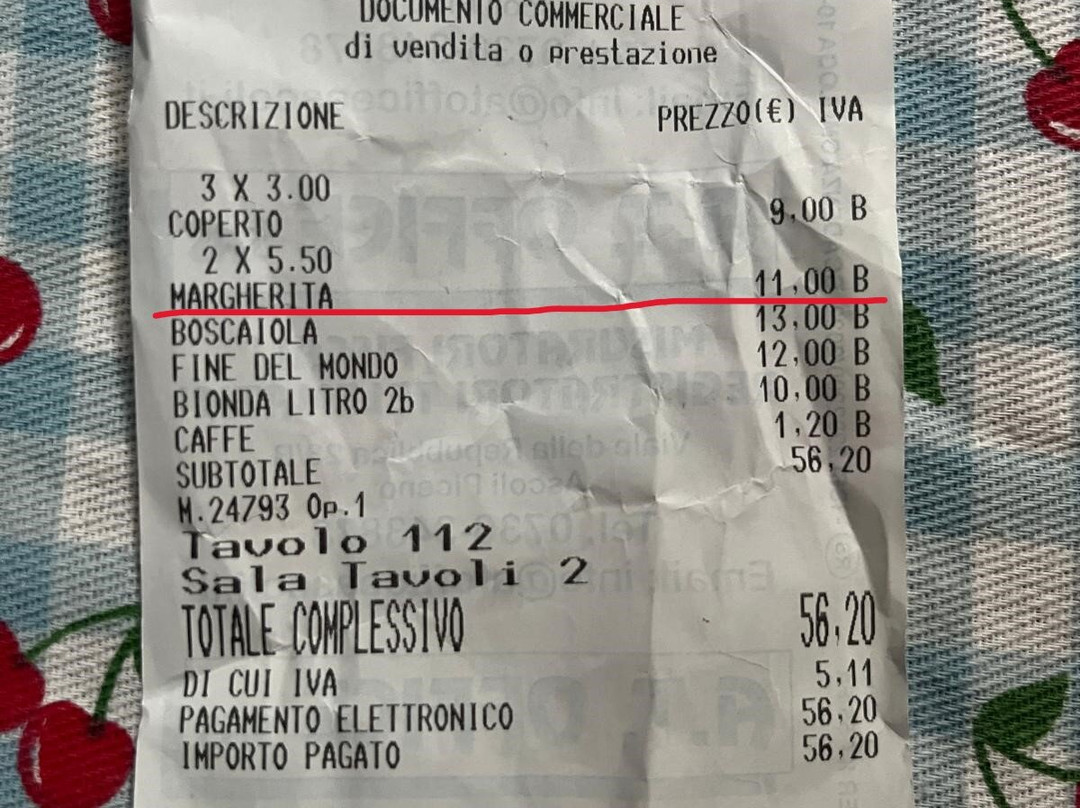 DOCUMENTO COMMERCIALE
di vendita o prestazione
DESCRIZIONE PREZZO(€) IVA
3 X 3.00
COPERTO 9,00 B
2 X 5.50
MARGHERITA 11,00 B
BOSCAIOLA 13,00 B
FINE DEL MONDO 12,00 B
BIONDA LITRO 2b 10,00 B
CAFFE 1,20 B
SUBTOTALE 56,20
M.24793 Op.1
Tavolo 112
Sala Tavoli 2
TOTALE COMPLESSIVO 56,20
DI CUI IVA 5,11
PAGAMENTO ELETTRONICO 56,20
IMPORTO PAGATO 56,20